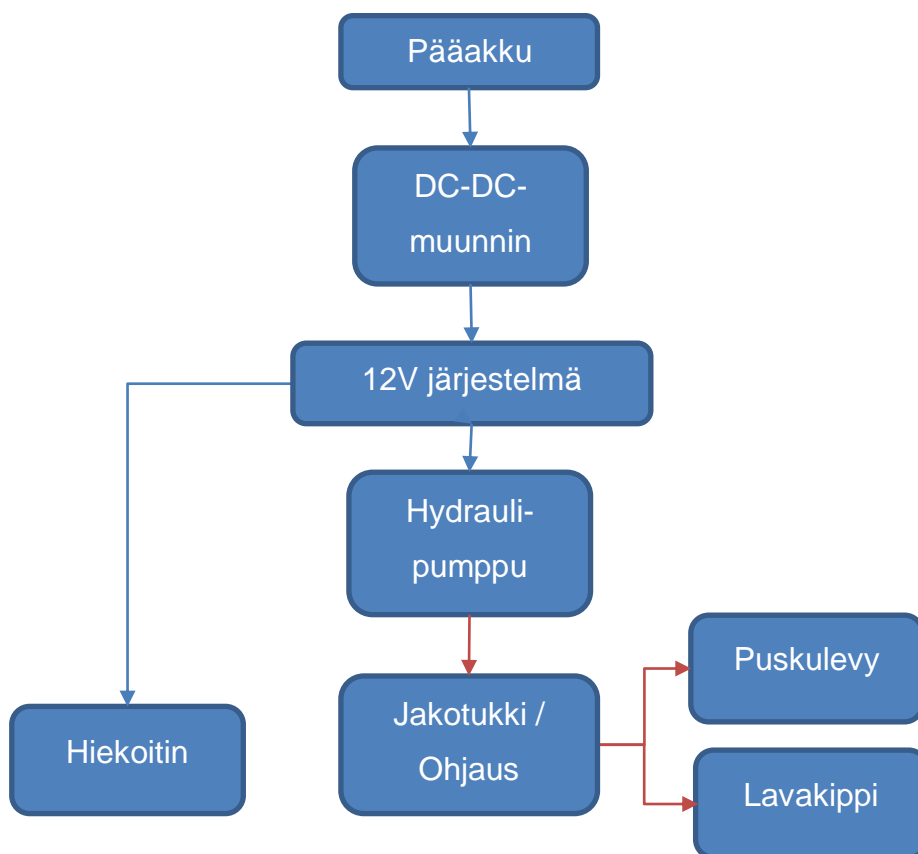 Pääakku
DC-DC-
muunnin
12V järjestelmä
Hydrauli-
pumppu
Jakotukki /
Ohjaus
Puskulevy
Hiekoitin
Lavakippi